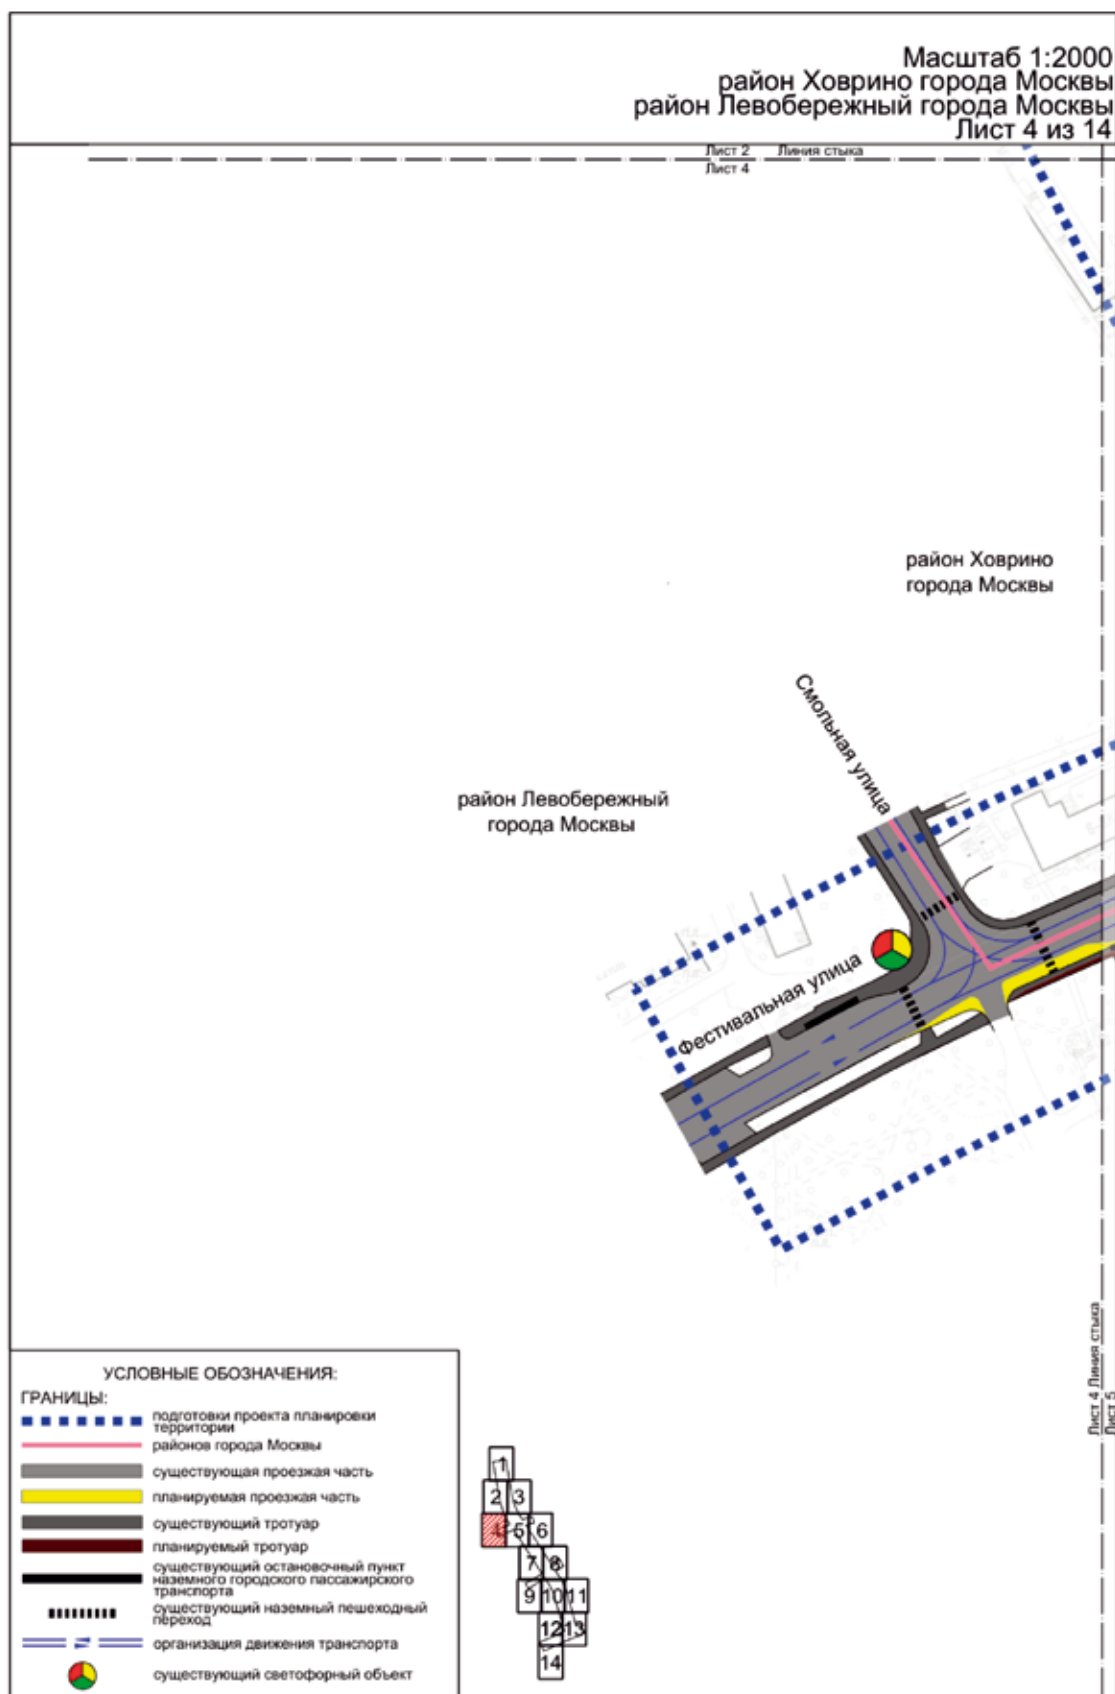 Масштаб 1:2000
район Ховрино города Москвы
район Левобережный города Москвы
Лист 4 из 14
Лист 2 Линия стыка
Лист 4
район Ховрино
города Москвы
Смольная улица
район Левобережный
города Москвы
Фестивальная улица
Лист 4 Линия стыка
Лист 5
УСЛОВНЫЕ ОБОЗНАЧЕНИЯ:
ГРАНИЦЫ:
подготовки проекта планировки
территории
районов города Москвы
существующая проезжая часть
планируемая проезжая часть
существующий тротуар
планируемый тротуар
существующий остановочный пункт
наземного городского пассажирского
транспорта
существующий наземный пешеходный
переход
организация движения транспорта
существующий светофорный объект
1
2 3
4 5 6
7 8
9 10 11
12 13
14